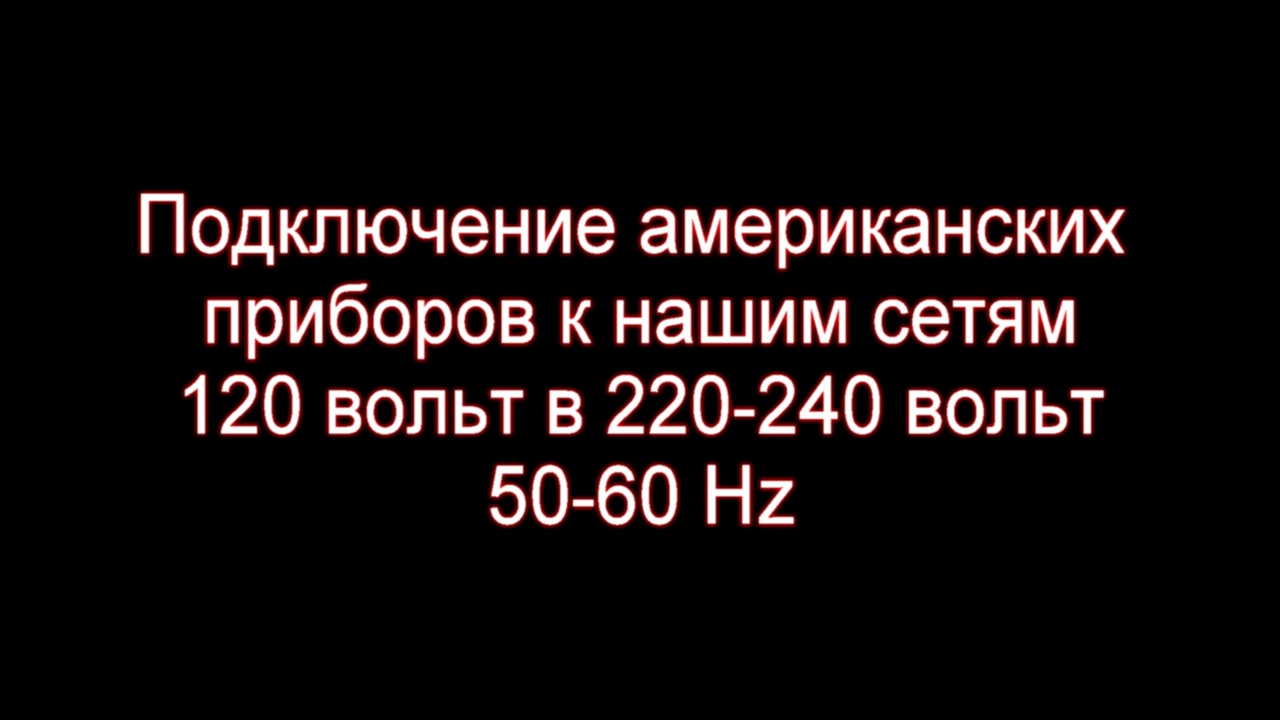 Подключение американских
приборов к нашим сетям
120 вольт в 220-240 вольт
50-60 Hz